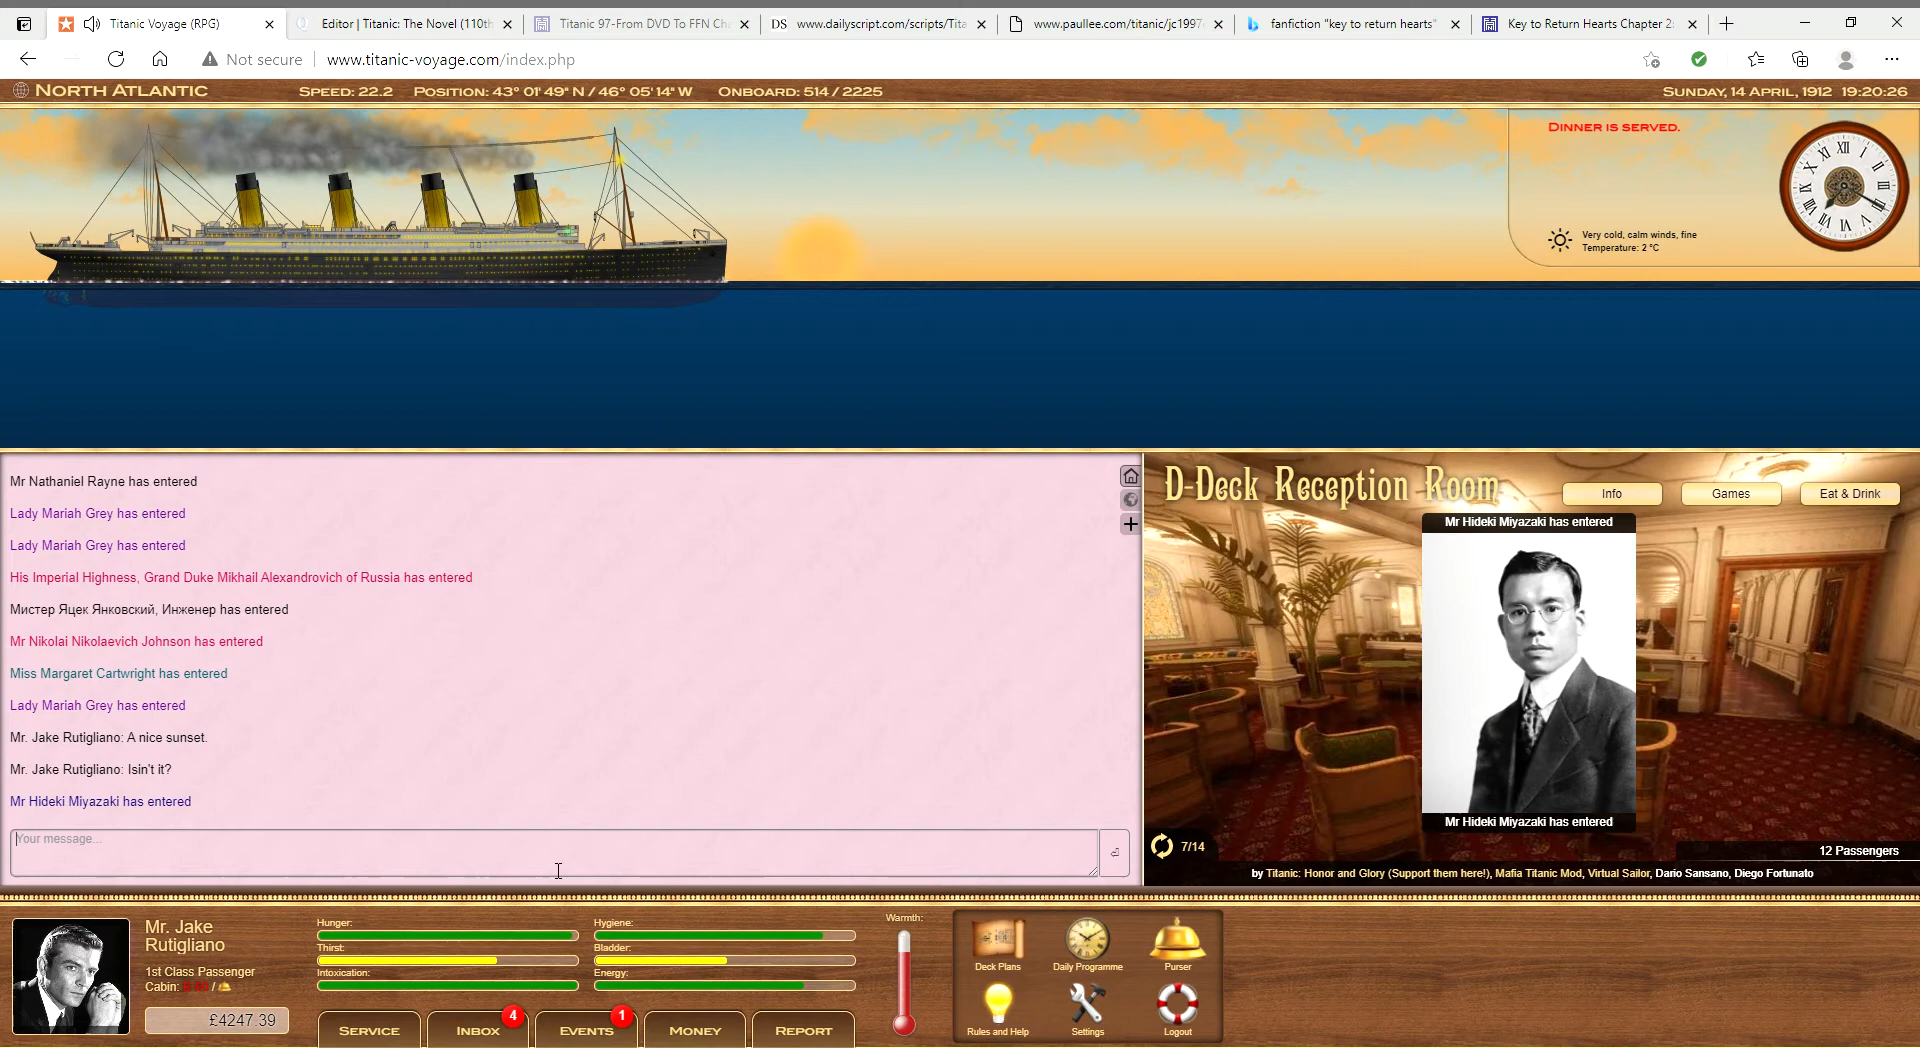 Titanic Voyage (RPG)
Editor | Titanic: The Novel (110th
Titanic 97-From DVD To FFN Cha
DS www.dailyscript.com/scripts/Tita
www.paullee.com/titanic/jc1997
fanfiction "key to return hearts"
Key to Return Hearts Chapter 2:
Not secure
www.titanic-voyage.com/index.php
North Atlantic
Speed: 22.2
Position: 43° 01' 49" N / 46° 05' 14" W
Onboard: 514 / 2225
Sunday, 14 April, 1912 19:20:26
Dinner is served.
Very cold, calm winds, fine
Temperature: 2 °C
Mr Nathaniel Rayne has entered
Lady Mariah Grey has entered
Lady Mariah Grey has entered
His Imperial Highness, Grand Duke Mikhail Alexandrovich of Russia has entered
Мистер Яцек Янковский, Инженер has entered
Mr Nikolai Nikolaevich Johnson has entered
Miss Margaret Cartwright has entered
Lady Mariah Grey has entered
Mr. Jake Rutigliano: A nice sunset.
Mr. Jake Rutigliano: Isin't it?
Mr Hideki Miyazaki has entered
Your message...
D-Deck Reception Room
Info
Games
Eat & Drink
Mr Hideki Miyazaki has entered
Mr Hideki Miyazaki has entered
7/14
12 Passengers
by Titanic: Honor and Glory (Support them here!), Mafia Titanic Mod, Virtual Sailor, Dario Sansano, Diego Fortunato
Mr. Jake
Rutigliano
1st Class Passenger
Cabin:
£4247.39
Hunger:
Thirst:
Intoxication:
Hygiene:
Bladder:
Energy:
Warmth:
Service
Inbox
4
Events
1
Money
Report
Deck Plans
Daily Programme
Purser
Rules and Help
Settings
Logout